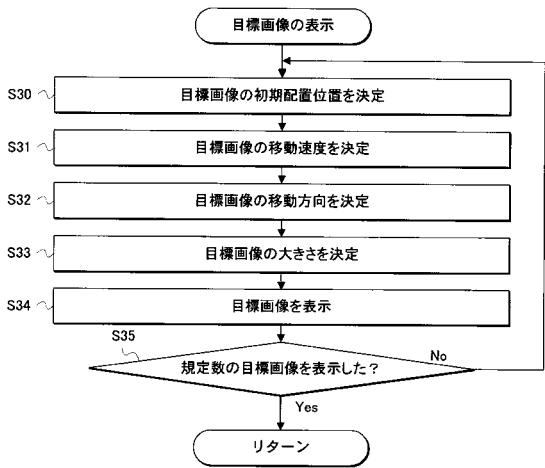 目標画像の表示
S30
目標画像の初期配置位置を決定
S31
目標画像の移動速度を決定
S32
目標画像の移動方向を決定
S33
目標画像の大きさを決定
S34
目標画像を表示
S35
規定数の目標画像を表示した?
No
Yes
リターン